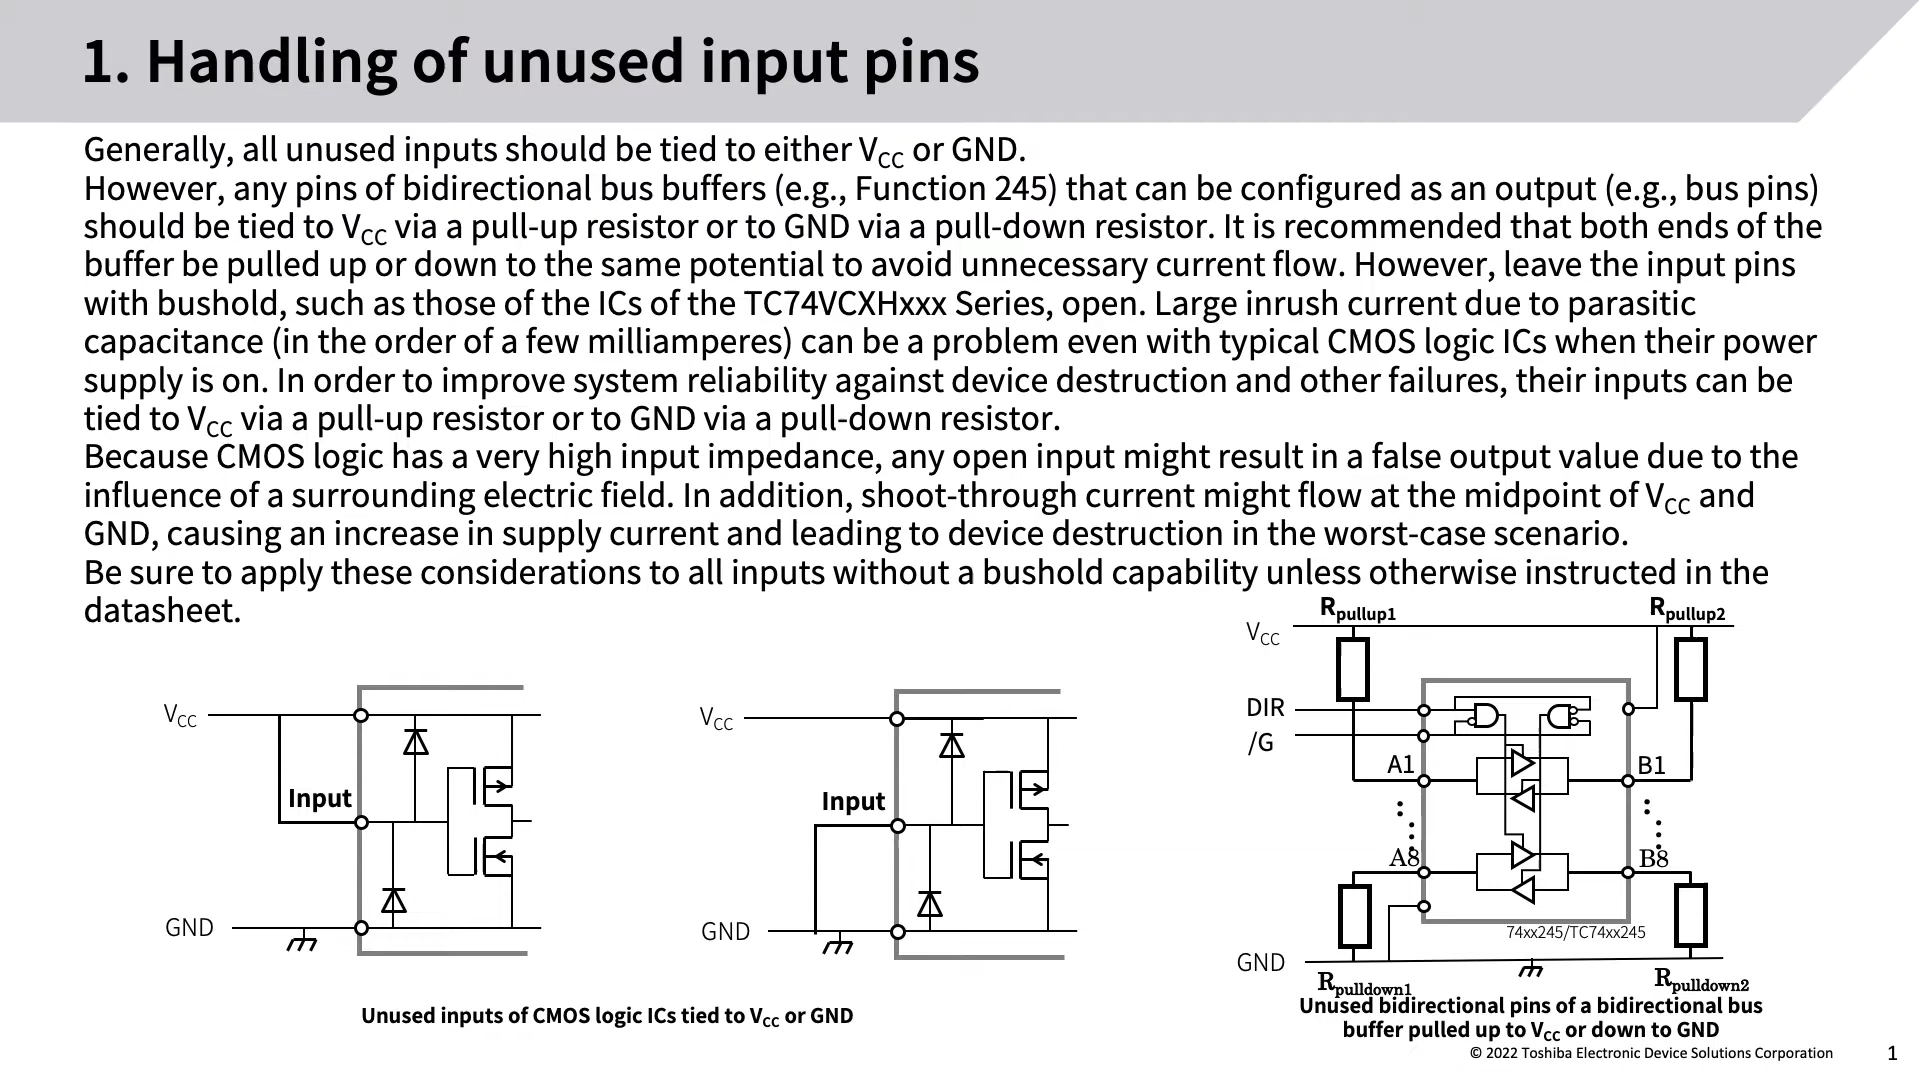 1. Handling of unused input pins
Generally, all unused inputs should be tied to either VCC or GND.
However, any pins of bidirectional bus buffers (e.g., Function 245) that can be configured as an output (e.g., bus pins)
should be tied to VCC via a pull-up resistor or to GND via a pull-down resistor. It is recommended that both ends of the
buffer be pulled up or down to the same potential to avoid unnecessary current flow. However, leave the input pins
with bushold, such as those of the ICs of the TC74VCXHxxx Series, open. Large inrush current due to parasitic
capacitance (in the order of a few milliamperes) can be a problem even with typical CMOS logic ICs when their power
supply is on. In order to improve system reliability against device destruction and other failures, their inputs can be
tied to VCC via a pull-up resistor or to GND via a pull-down resistor.
Because CMOS logic has a very high input impedance, any open input might result in a false output value due to the
influence of a surrounding electric field. In addition, shoot-through current might flow at the midpoint of VCC and
GND, causing an increase in supply current and leading to device destruction in the worst-case scenario.
Be sure to apply these considerations to all inputs without a bushold capability unless otherwise instructed in the
datasheet.
VCC
Input
GND
VCC
Input
GND
Unused inputs of CMOS logic ICs tied to VCC or GND
Rpullup1
Rpullup2
VCC
DIR
/G
A1
B1
A8
B8
74xx245/TC74xx245
GND
Rpulldown1
Rpulldown2
Unused bidirectional pins of a bidirectional bus
buffer pulled up to VCC or down to GND
© 2022 Toshiba Electronic Device Solutions Corporation
1